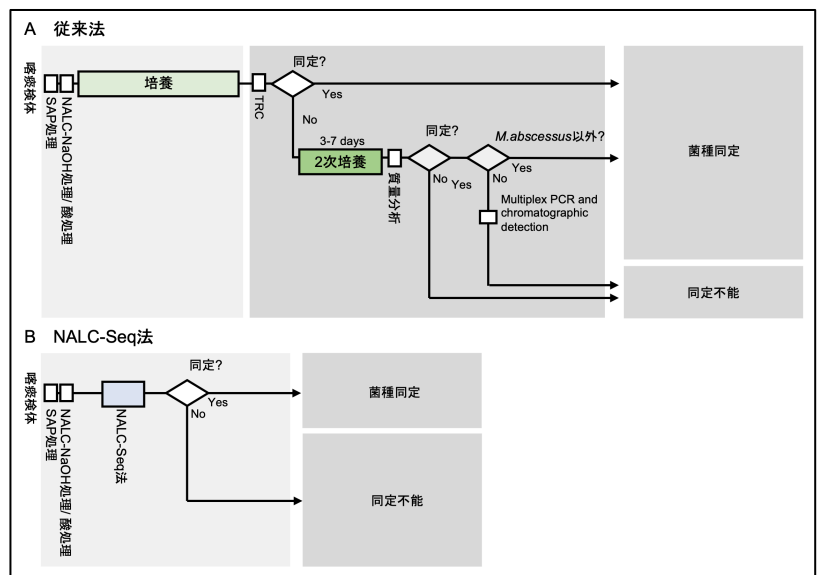 A 従来法
喀痰検体
SAP処理
NALC-NaOH処理/ 酸処理
培養
TRC
同定?
Yes
No
3-7 days
2次培養
質量分析
同定?
No
Yes
M.abscessus以外?
Yes
No
Multiplex PCR and
chromatographic
detection
菌種同定
同定不能
B NALC-Seq法
喀痰検体
SAP処理
NALC-NaOH処理/ 酸処理
NALC-Seq法
同定?
Yes
No
菌種同定
同定不能